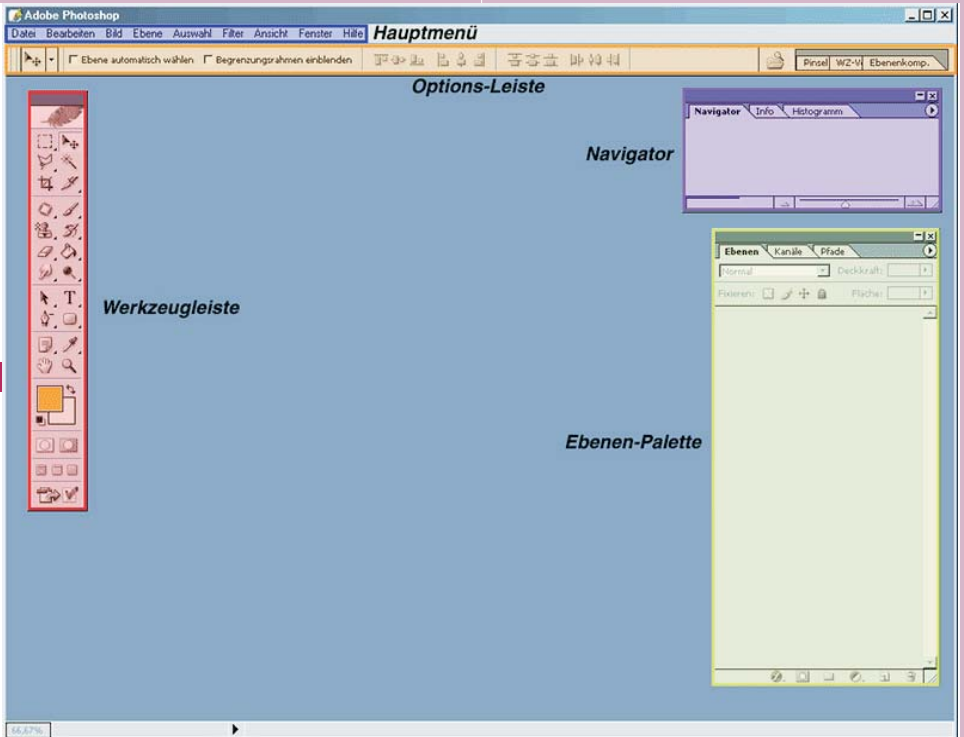 Adobe Photoshop
Datei Bearbeiten Bild Ebene Auswahl Filter Ansicht Fenster Hilfe Hauptmenü
Ebene automatisch wählen Begrenzungsrahmen einblenden
Pinsel WZ-V Ebenenkomp.
Options-Leiste
Navigator Info Histogramm
Navigator
Ebenen Kanäle Pfade
Normal Deckkraft:
Fixieren: Fläche:
T
Werkzeugleiste
Ebenen-Palette
66,67%